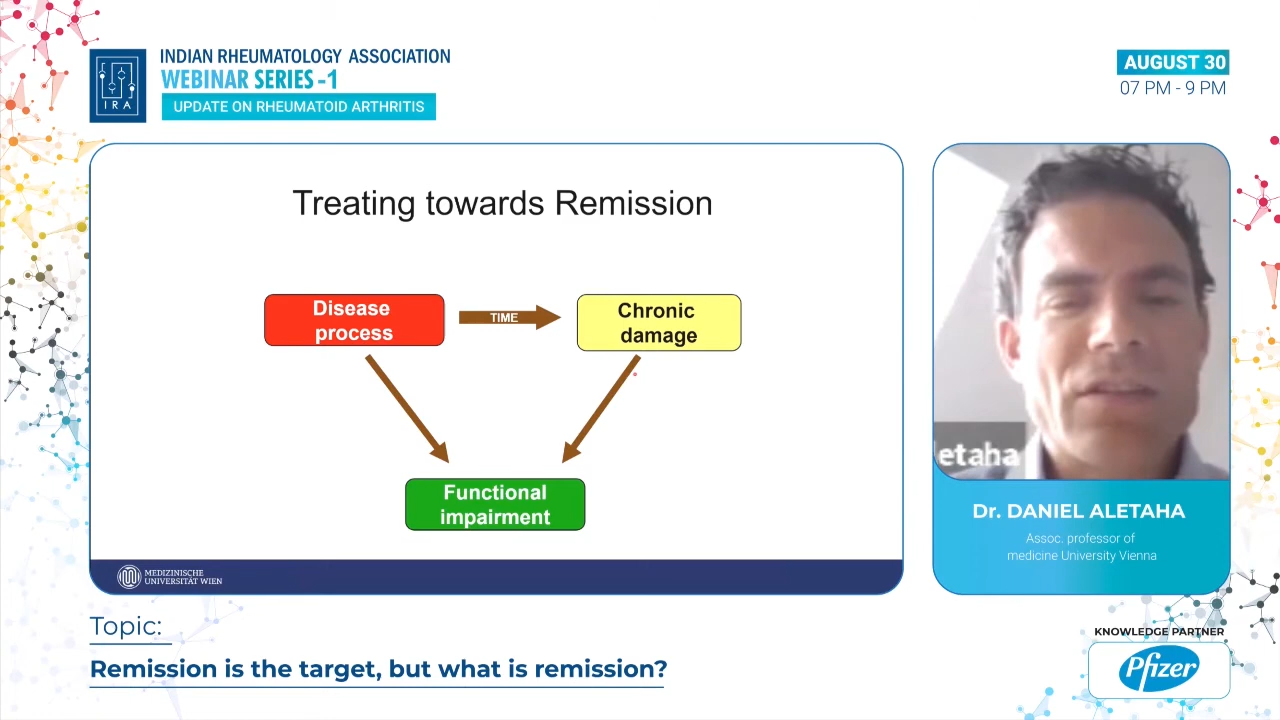 INDIAN RHEUMATOLOGY ASSOCIATION
WEBINAR SERIES -1
UPDATE ON RHEUMATOID ARTHRITIS
IRA
AUGUST 30
07 PM - 9 PM
Treating towards Remission
Disease
process
TIME
Chronic
damage
Functional
impairment
MEDIZINISCHE
UNIVERSITÄT WIEN
etaha
Dr. DANIEL ALETAHA
Assoc. professor of
medicine University Vienna
Topic:
Remission is the target, but what is remission?
KNOWLEDGE PARTNER
Pfizer